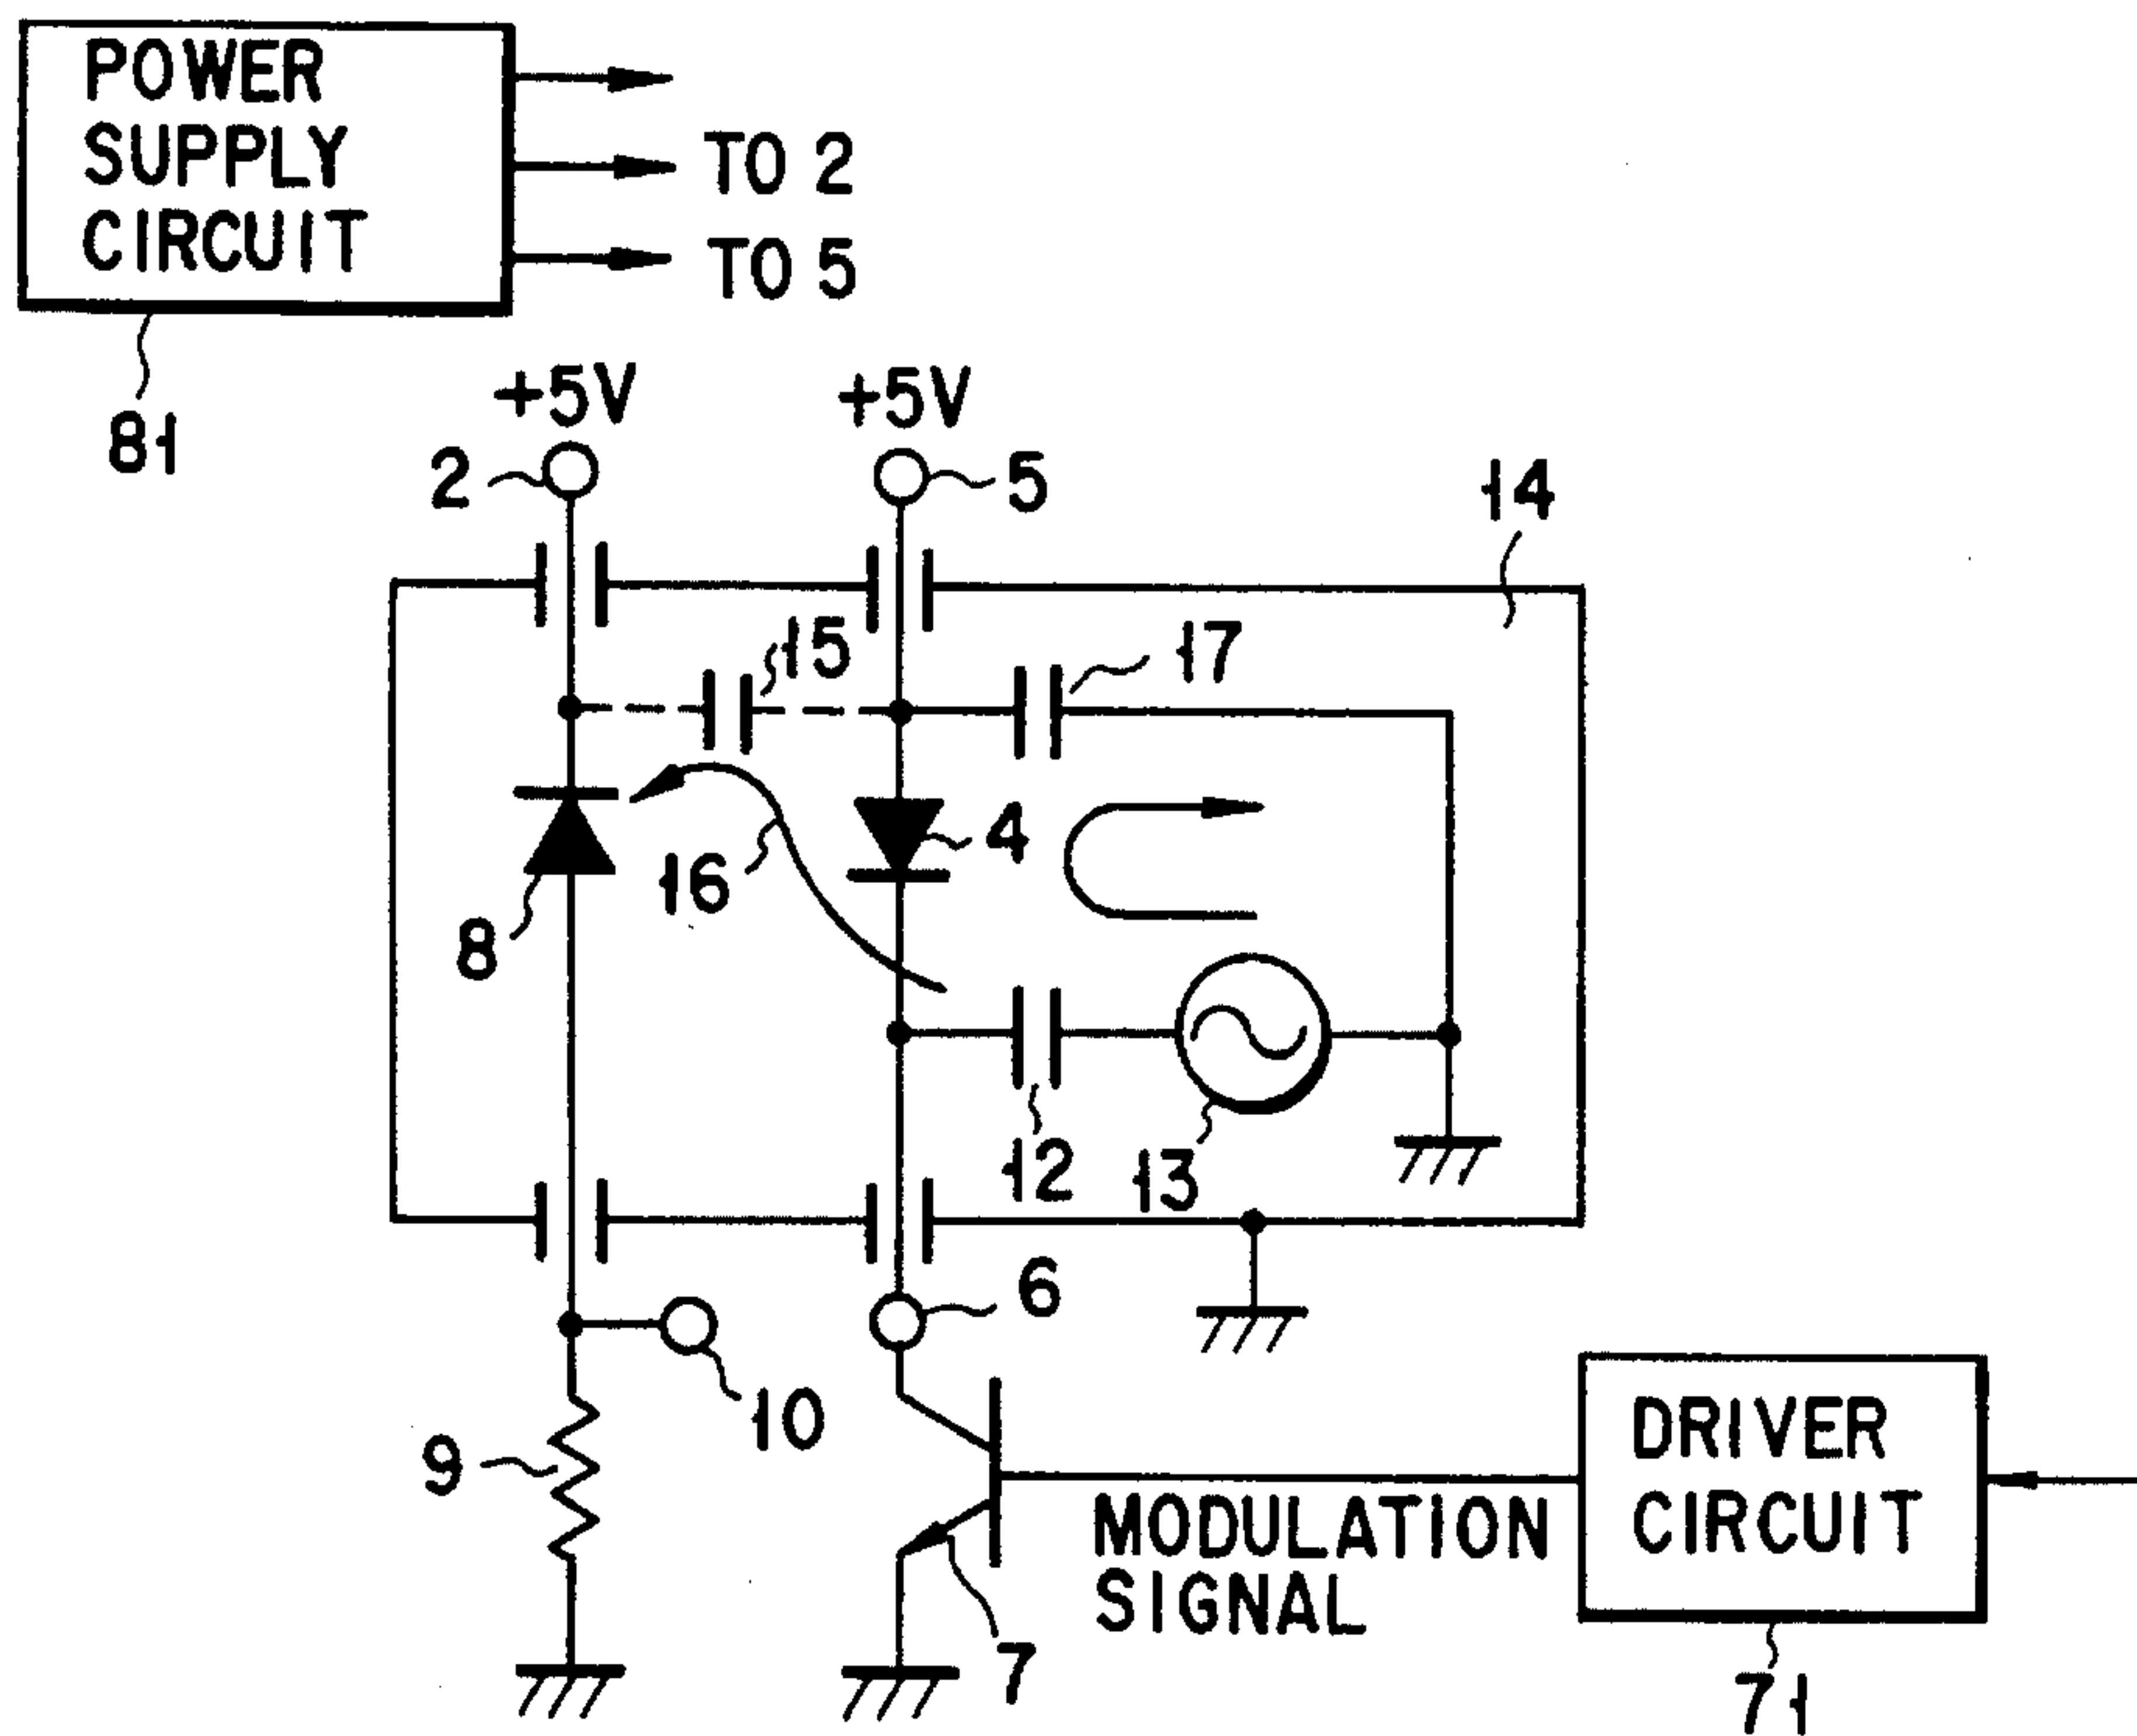 POWER
SUPPLY
CIRCUIT
TO 2
TO 5
81
+5V
+5V
2
5
14
15
17
4
16
8
12
13
6
10
9
DRIVER
CIRCUIT
MODULATION
SIGNAL
7
71